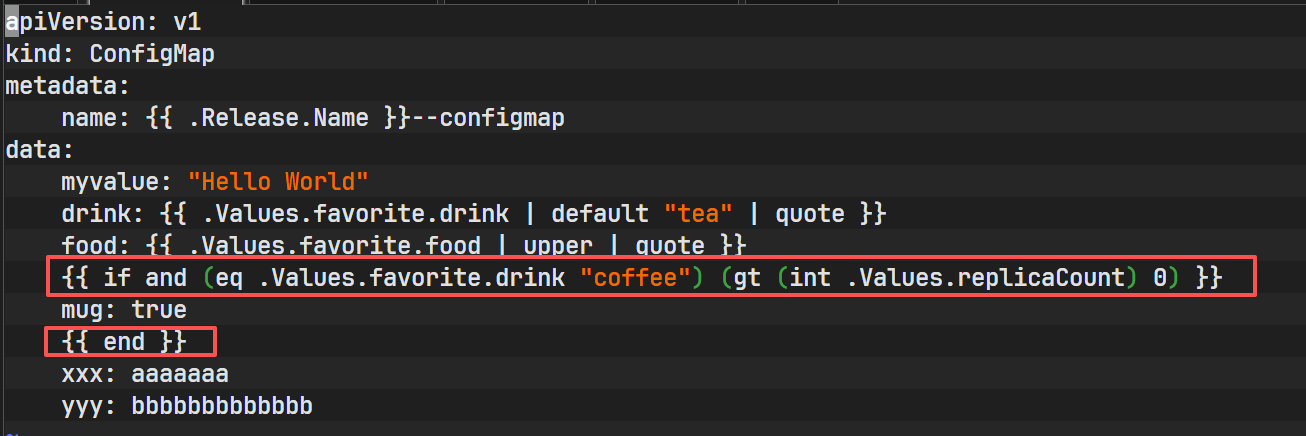 apiVersion: v1
kind: ConfigMap
metadata:
    name: {{ .Release.Name }}--configmap
data:
    myvalue: "Hello World"
    drink: {{ .Values.favorite.drink | default "tea" | quote }}
    food: {{ .Values.favorite.food | upper | quote }}
    {{ if and (eq .Values.favorite.drink "coffee") (gt (int .Values.replicaCount) 0) }}
    mug: true
    {{ end }}
    xxx: aaaaaaa
    yyy: bbbbbbbbbbbbb